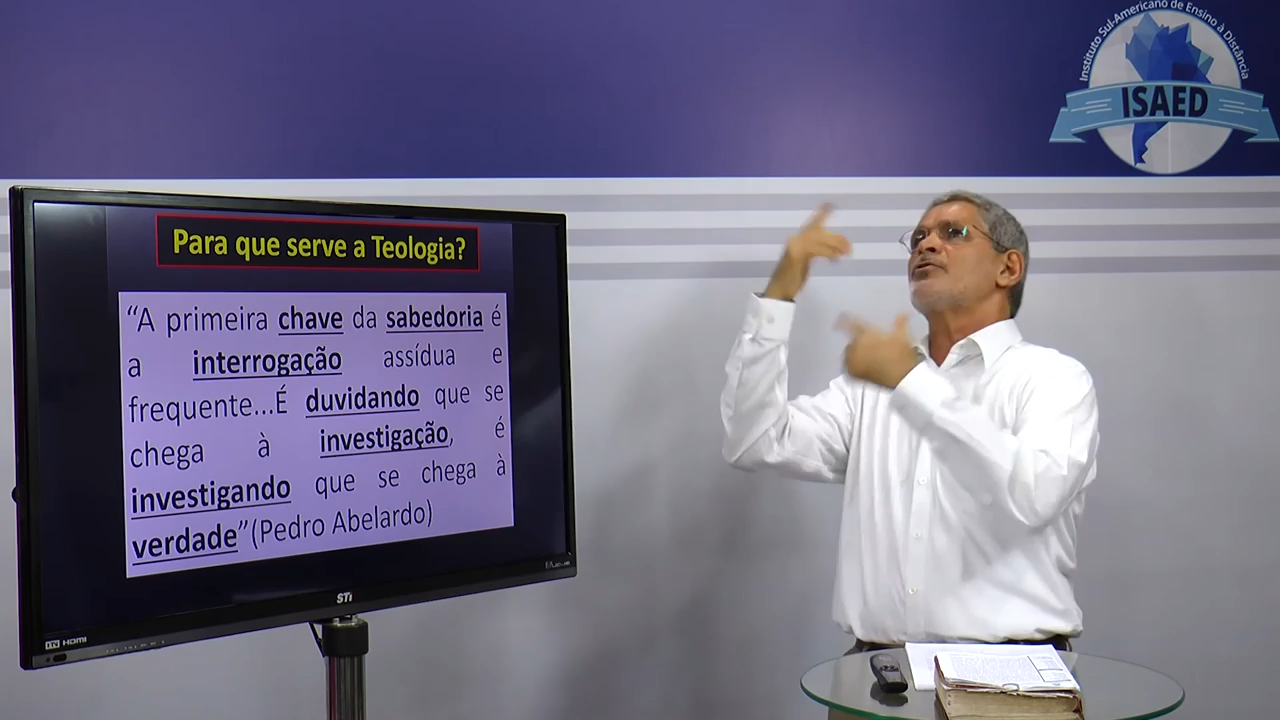 Instituto Sul-Americano de Ensino à Distância
ISAED
Para que serve a Teologia?
“A primeira chave da sabedoria é
a interrogação assídua e
frequente...É duvidando que se
chega à investigação, é
investigando que se chega à
verdade”(Pedro Abelardo)
STi
HDMI